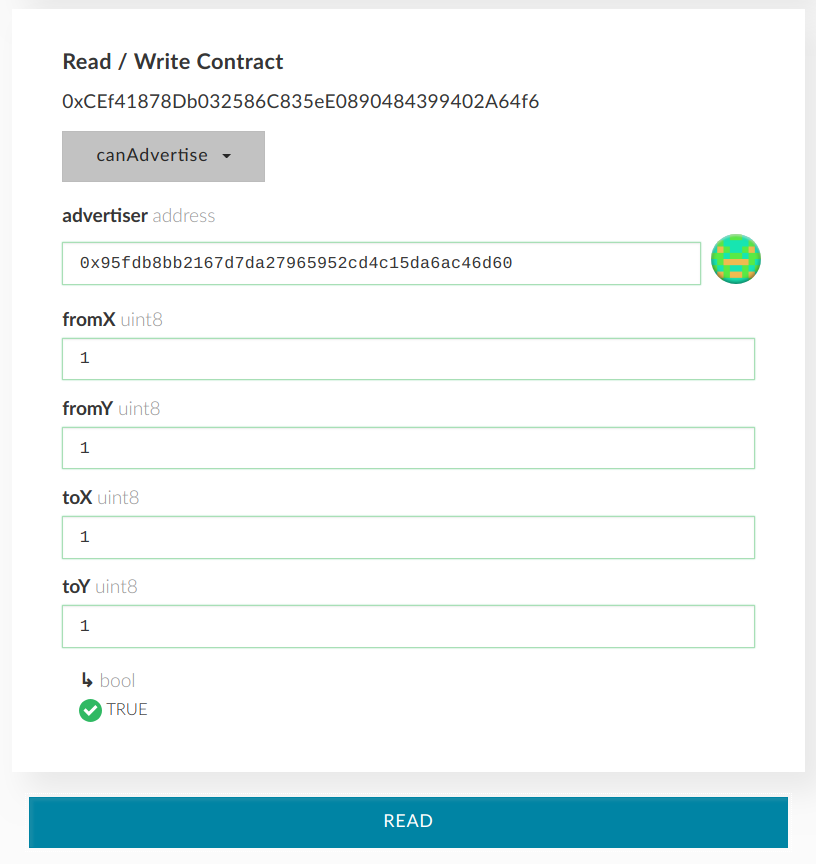 Read / Write Contract
0xCEf41878Db032586C835eE0890484399402A64f6
canAdvertise
advertiser address
0x95fdb8bb2167d7da27965952cd4c15da6ac46d60
fromX uint8
1
fromY uint8
1
toX uint8
1
toY uint8
1
↳ bool
TRUE
READ